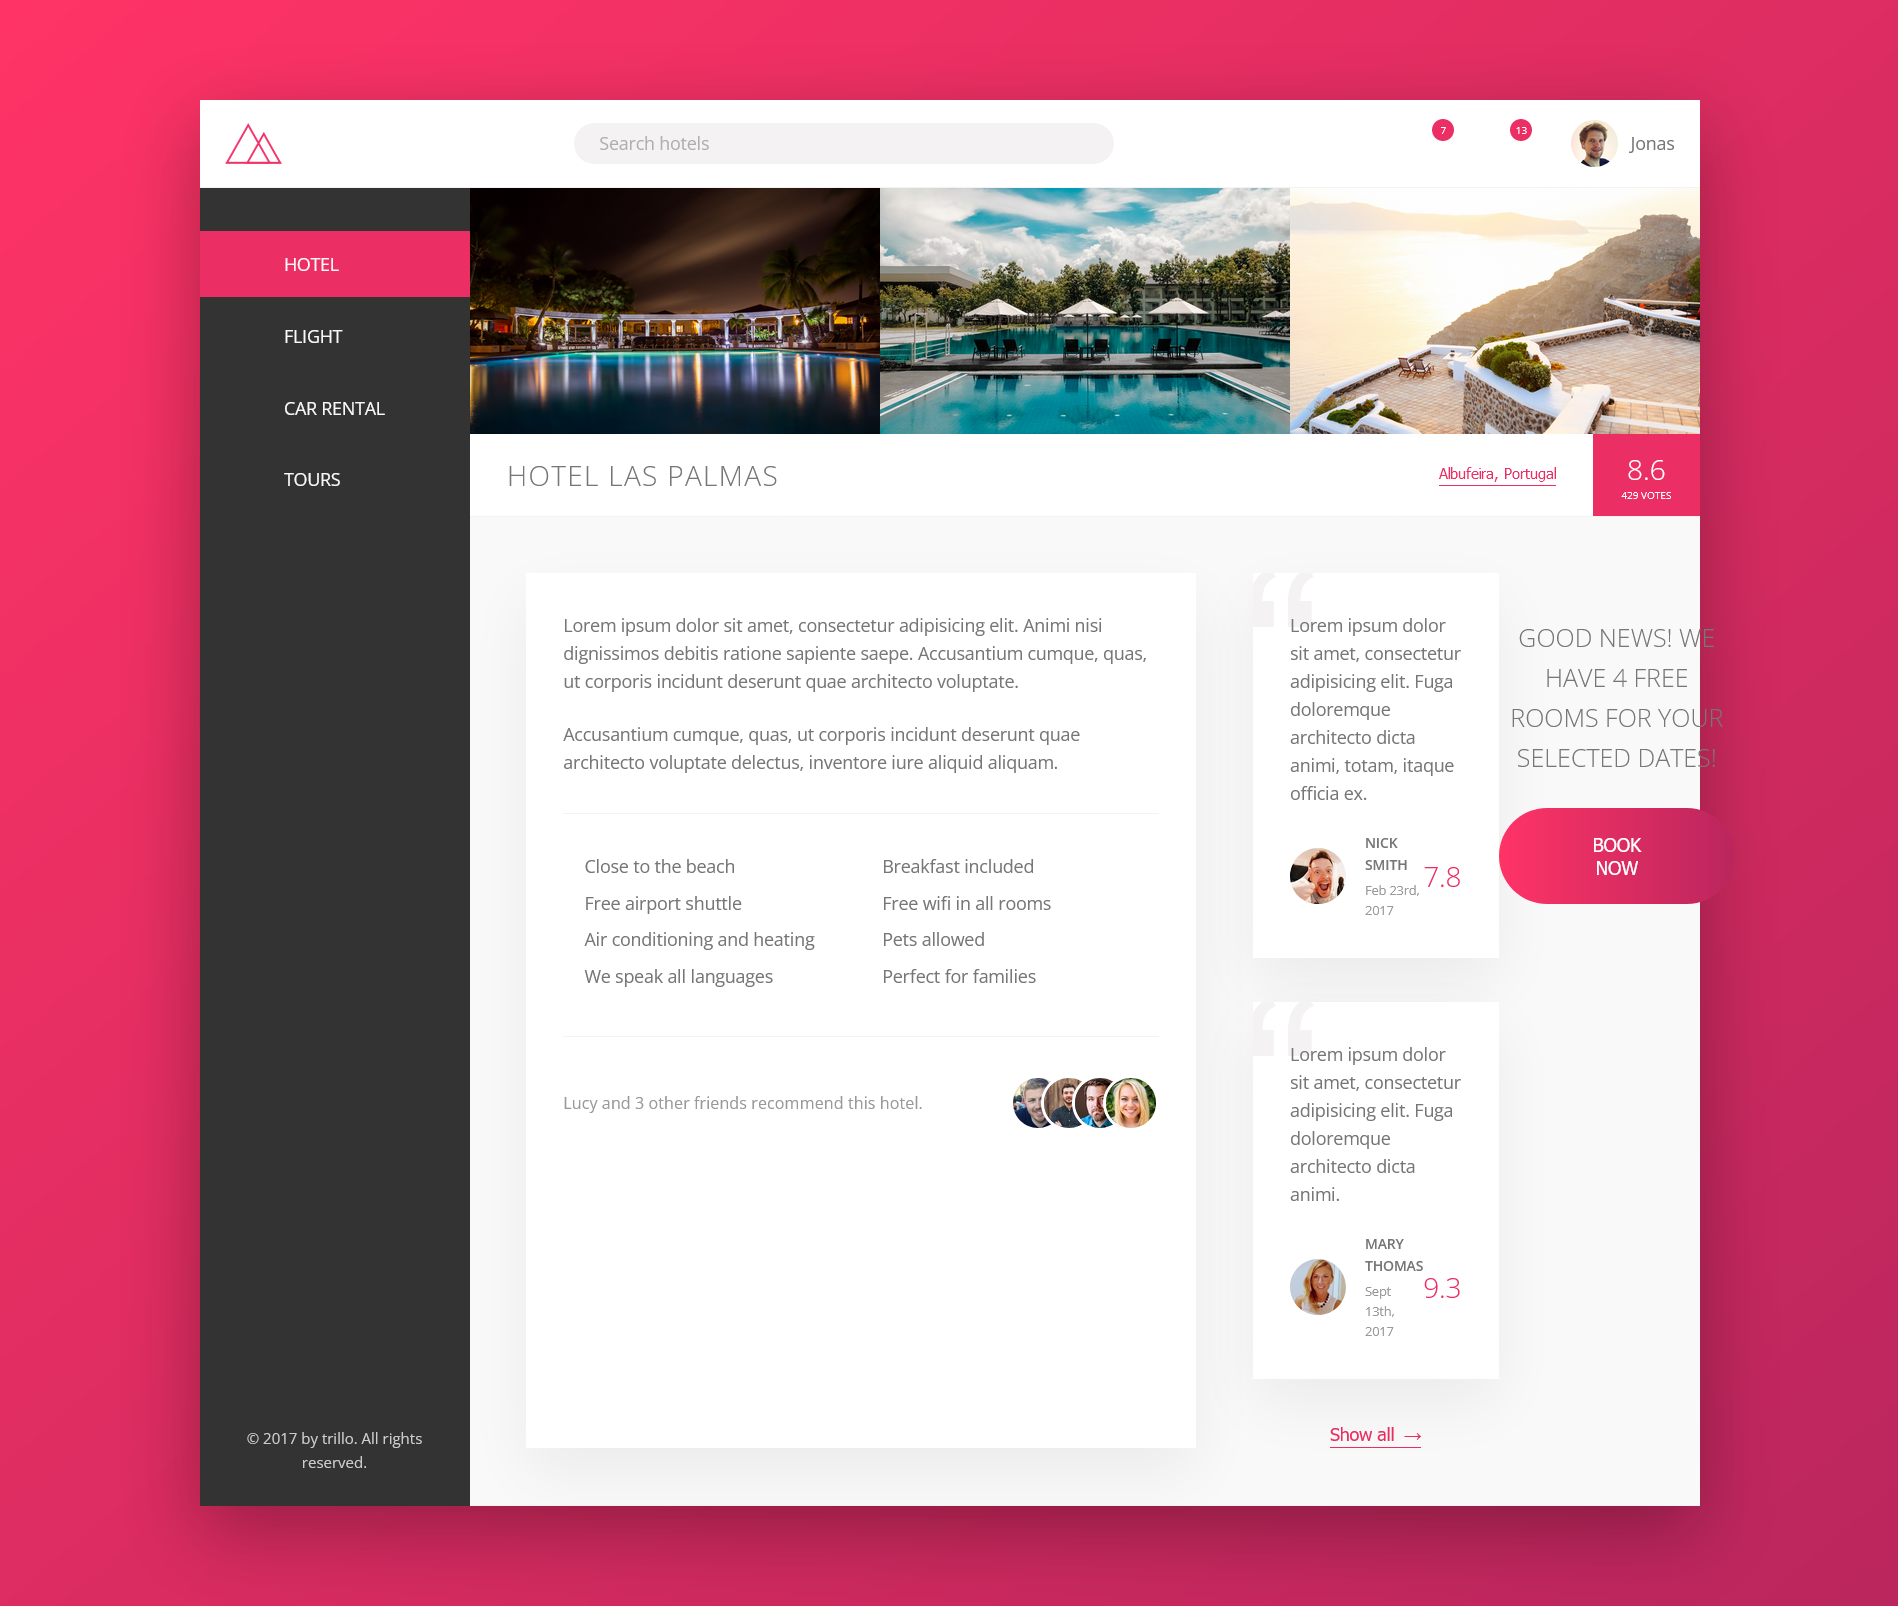 Search hotels
7
13
Jonas
HOTEL
FLIGHT
CAR RENTAL
TOURS
© 2017 by trillo. All rights
reserved.
HOTEL LAS PALMAS
Albufeira, Portugal
8.6
429 VOTES
Lorem ipsum dolor sit amet, consectetur adipisicing elit. Animi nisi
dignissimos debitis ratione sapiente saepe. Accusantium cumque, quas,
ut corporis incidunt deserunt quae architecto voluptate.
Accusantium cumque, quas, ut corporis incidunt deserunt quae
architecto voluptate delectus, inventore iure aliquid aliquam.
Close to the beach
Breakfast included
Free airport shuttle
Free wifi in all rooms
Air conditioning and heating
Pets allowed
We speak all languages
Perfect for families
Lucy and 3 other friends recommend this hotel.
“
Lorem ipsum dolor
sit amet, consectetur
adipisicing elit. Fuga
doloremque
architecto dicta
animi, totam, itaque
officia ex.
NICK
SMITH
Feb 23rd,
2017
7.8
“
Lorem ipsum dolor
sit amet, consectetur
adipisicing elit. Fuga
doloremque
architecto dicta
animi.
MARY
THOMAS
Sept
13th,
2017
9.3
Show all →
GOOD NEWS! WE
HAVE 4 FREE
ROOMS FOR YOUR
SELECTED DATES!
BOOK
NOW